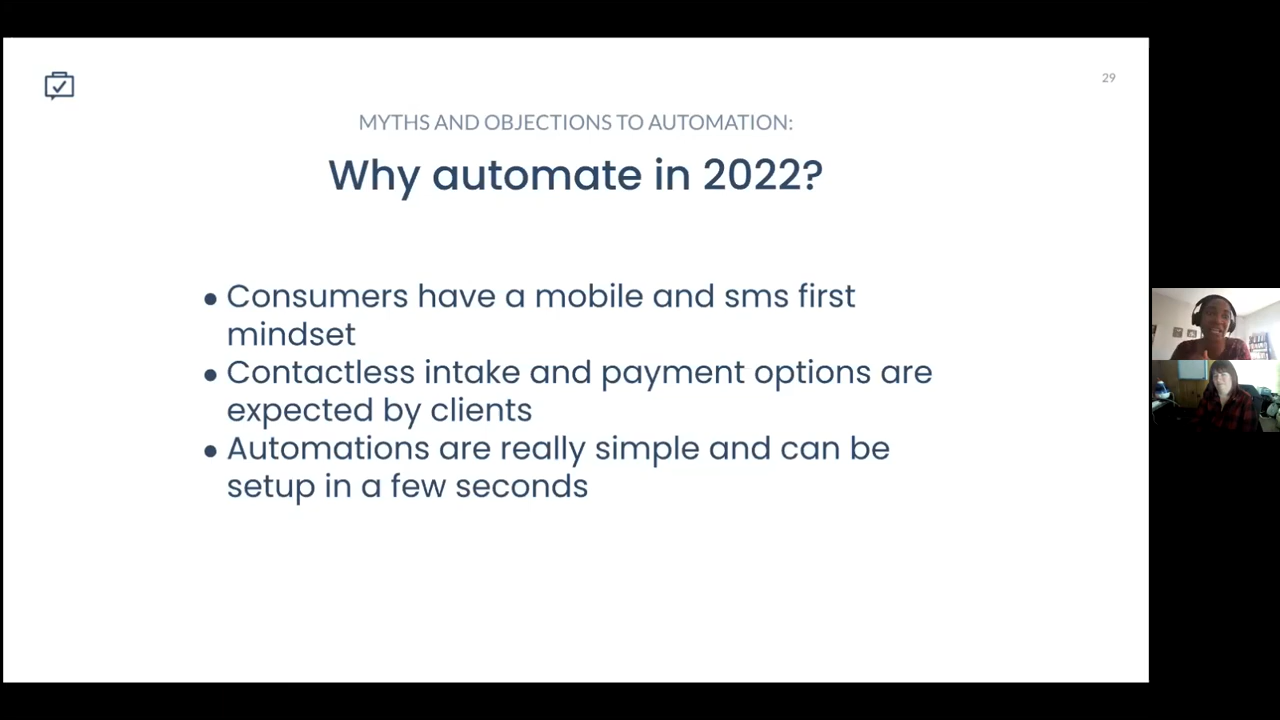 29
MYTHS AND OBJECTIONS TO AUTOMATION:
Why automate in 2022?
● Consumers have a mobile and sms first
mindset
● Contactless intake and payment options are
expected by clients
● Automations are really simple and can be
setup in a few seconds